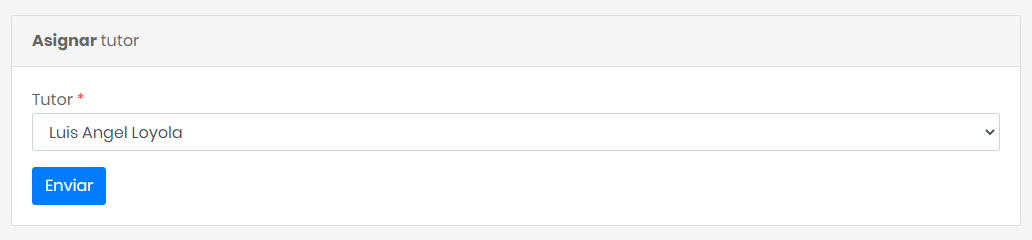 Asignar tutor
Tutor *
Luis Angel Loyola
Enviar